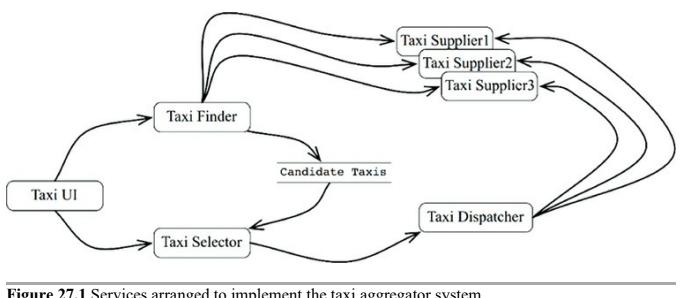 Taxi Supplier1
Taxi Supplier2
Taxi Supplier3
Taxi Finder
Candidate Taxis
Taxi UI
Taxi Dispatcher
Taxi Selector
Figure 27.1 Services arranged to implement the taxi aggregator system